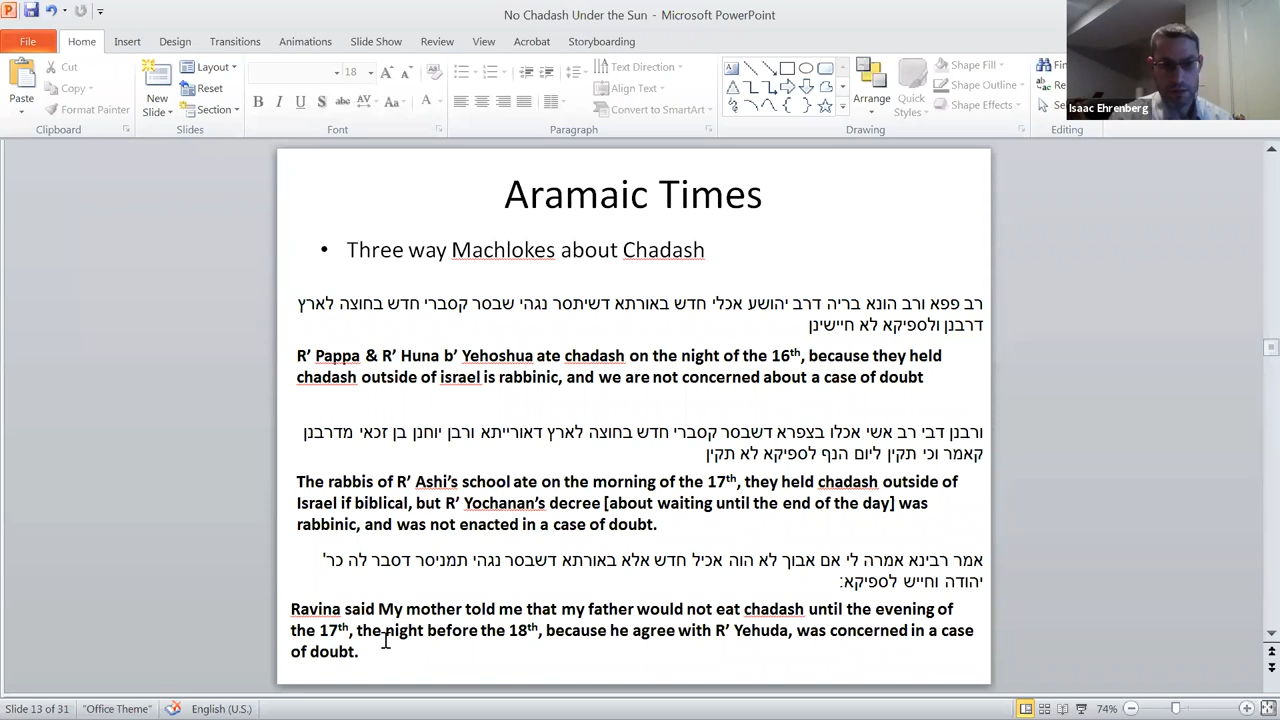 No Chadash Under the Sun - Microsoft PowerPoint
File Home Insert Design Transitions Animations Slide Show Review View Acrobat Storyboarding
Paste
Cut
Copy
Format Painter
Clipboard
New
Slide
Layout
Reset
Section
Slides
18
Font
Text Direction
Align Text
Convert to SmartArt
Paragraph
Arrange
Quick
Styles
Shape Fill
Shape Outline
Shape Effects
Drawing
Editing
Isaac Ehrenberg
Aramaic Times
• Three way Machlokes about Chadash
רב פפא ורב הונא בריה דרב יהושע אכלי חדש באורתא דשיתסר נגהי שבסר קסברי חדש בחוצה לארץ
דרבנן ולספיקא לא חיישינן
R’ Pappa & R’ Huna b’ Yehoshua ate chadash on the night of the 16th, because they held
chadash outside of israel is rabbinic, and we are not concerned about a case of doubt
ורבנן דבי רב אשי אכלו בצפרא דשבסר קסברי חדש בחוצה לארץ דאורייתא ורבן יוחנן בן זכאי מדרבנן
קאמר וכי תקין ליום הנף לספיקא לא תקין
The rabbis of R’ Ashi’s school ate on the morning of the 17th, they held chadash outside of
Israel if biblical, but R’ Yochanan’s decree [about waiting until the end of the day] was
rabbinic, and was not enacted in a case of doubt.
אמר רבינא אמרה לי אם אבוך לא הוה אכיל חדש אלא באורתא דשבסר נגהי תמניסר דסבר לה כר'
יהודה וחייש לספיקא:
Ravina said My mother told me that my father would not eat chadash until the evening of
the 17th, the night before the 18th, because he agree with R’ Yehuda, was concerned in a case
of doubt.
Slide 13 of 31 "Office Theme" English (U.S.) 74%